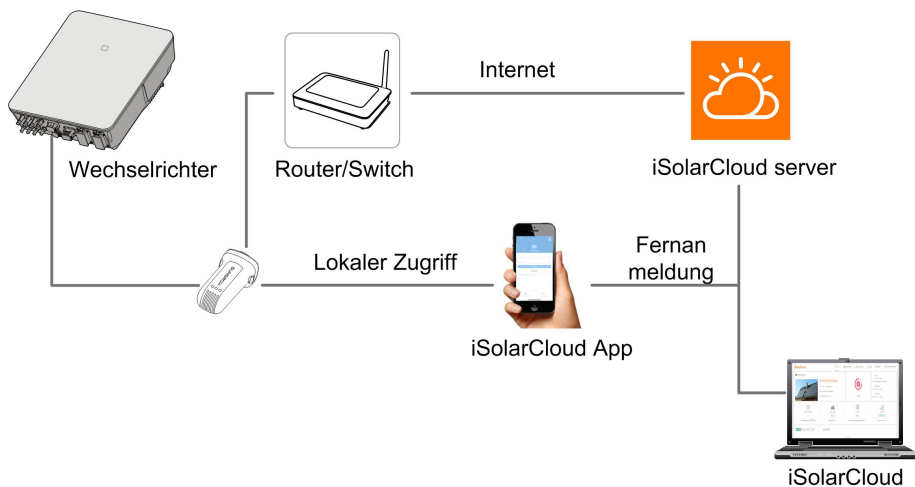 Internet
Wechselrichter
Router/Switch
iSolarCloud server
Lokaler Zugriff
Fernan
meldung
iSolarCloud App
iSolarCloud